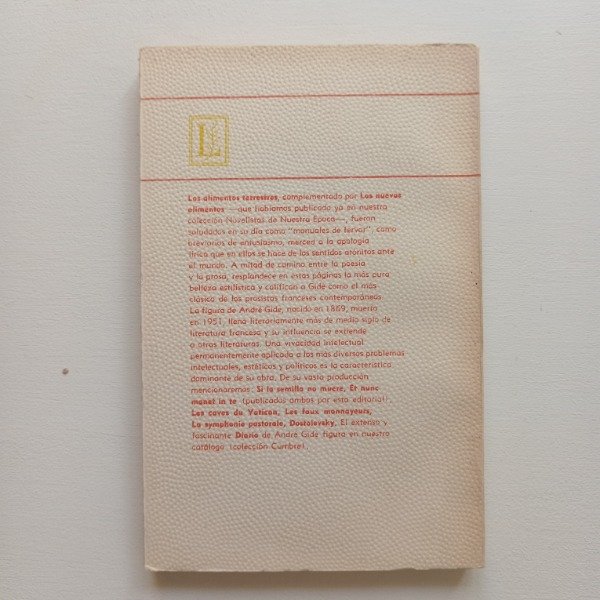 L
Los alimentos terrestres, complementado por Los nuevos
alimentos —que habíamos publicado ya en nuestra
colección Novelistas de Nuestra Época—, fueron
saludados en su día como "manuales de fervor", como
breviarios de entusiasmo, merced a la apología
lírica que en ellos se hace de los sentidos atónitos ante
el mundo. A mitad de camino entre la poesía
y la prosa, resplandece en estas páginas la más pura
belleza estilística y califican a Gide como el más
clásico de los prosistas franceses contemporáneos
La figura de André Gide, nacido en 1869, muerto
en 1951, llena literariamente más de medio siglo de
literatura francesa y su influencia se extiende
a otras literaturas. Una vivacidad intelectual
permanentemente aplicada a los más diversos problemas
intelectuales, estéticos y políticos es la característica
dominante de su obra. De su vasta producción
mencionaremos: Si la semilla no muere, Et nunc
manet in te (publicadas ambas por esta editorial),
Les caves du Vatican, Les faux monnayeurs,
La symphonie pastorale, Dostoievsky. El extenso y
fascinante Diario de André Gide figura en nuestro
catálogo (colección Cumbre).